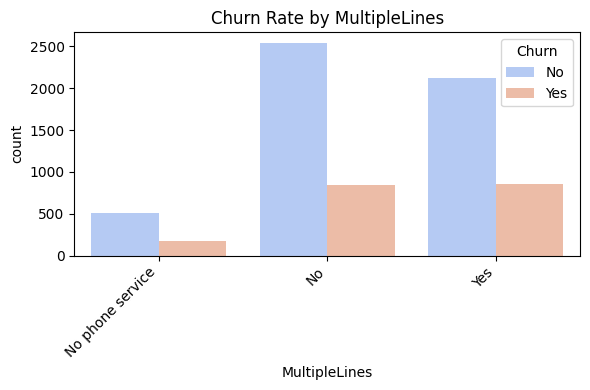 Churn Rate by MultipleLines
Churn
No
Yes
count
2500
2000
1500
1000
500
0
No phone service
No
Yes
MultipleLines